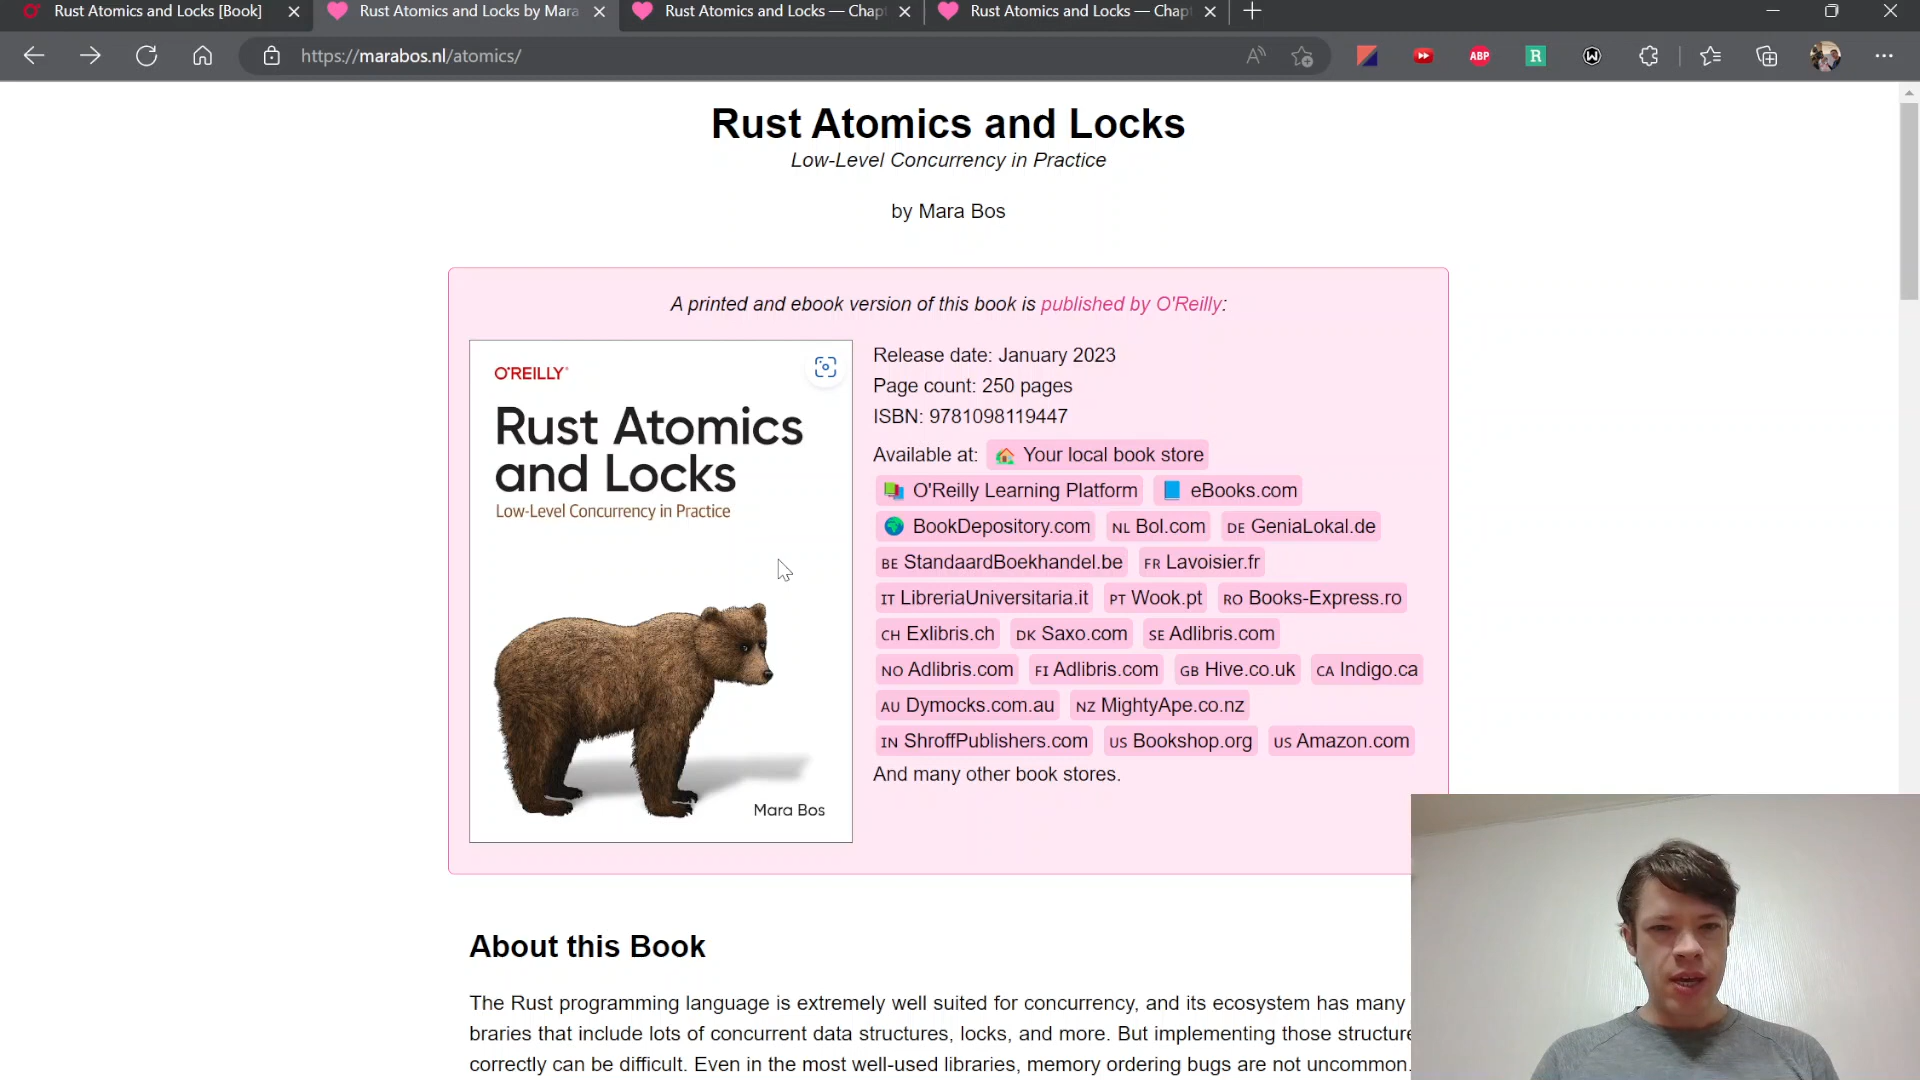 Rust Atomics and Locks [Book]
Rust Atomics and Locks by Mara
Rust Atomics and Locks — Chap
Rust Atomics and Locks — Chap
https://marabos.nl/atomics/
ABP
R
Rust Atomics and Locks
Low-Level Concurrency in Practice
by Mara Bos
A printed and ebook version of this book is published by O'Reilly:
O'REILLY®
Rust Atomics
and Locks
Low-Level Concurrency in Practice
Mara Bos
Release date: January 2023
Page count: 250 pages
ISBN: 9781098119447
Available at: Your local book store
O'Reilly Learning Platform eBooks.com
BookDepository.com NL Bol.com DE GeniaLokal.de
BE StandaardBoekhandel.be FR Lavoisier.fr
IT LibreriaUniversitaria.it PT Wook.pt RO Books-Express.ro
CH Exlibris.ch DK Saxo.com SE Adlibris.com
NO Adlibris.com FI Adlibris.com GB Hive.co.uk CA Indigo.ca
AU Dymocks.com.au NZ MightyApe.co.nz
IN ShroffPublishers.com US Bookshop.org US Amazon.com
And many other book stores.
About this Book
The Rust programming language is extremely well suited for concurrency, and its ecosystem has many
braries that include lots of concurrent data structures, locks, and more. But implementing those structure
correctly can be difficult. Even in the most well-used libraries, memory ordering bugs are not uncommon.